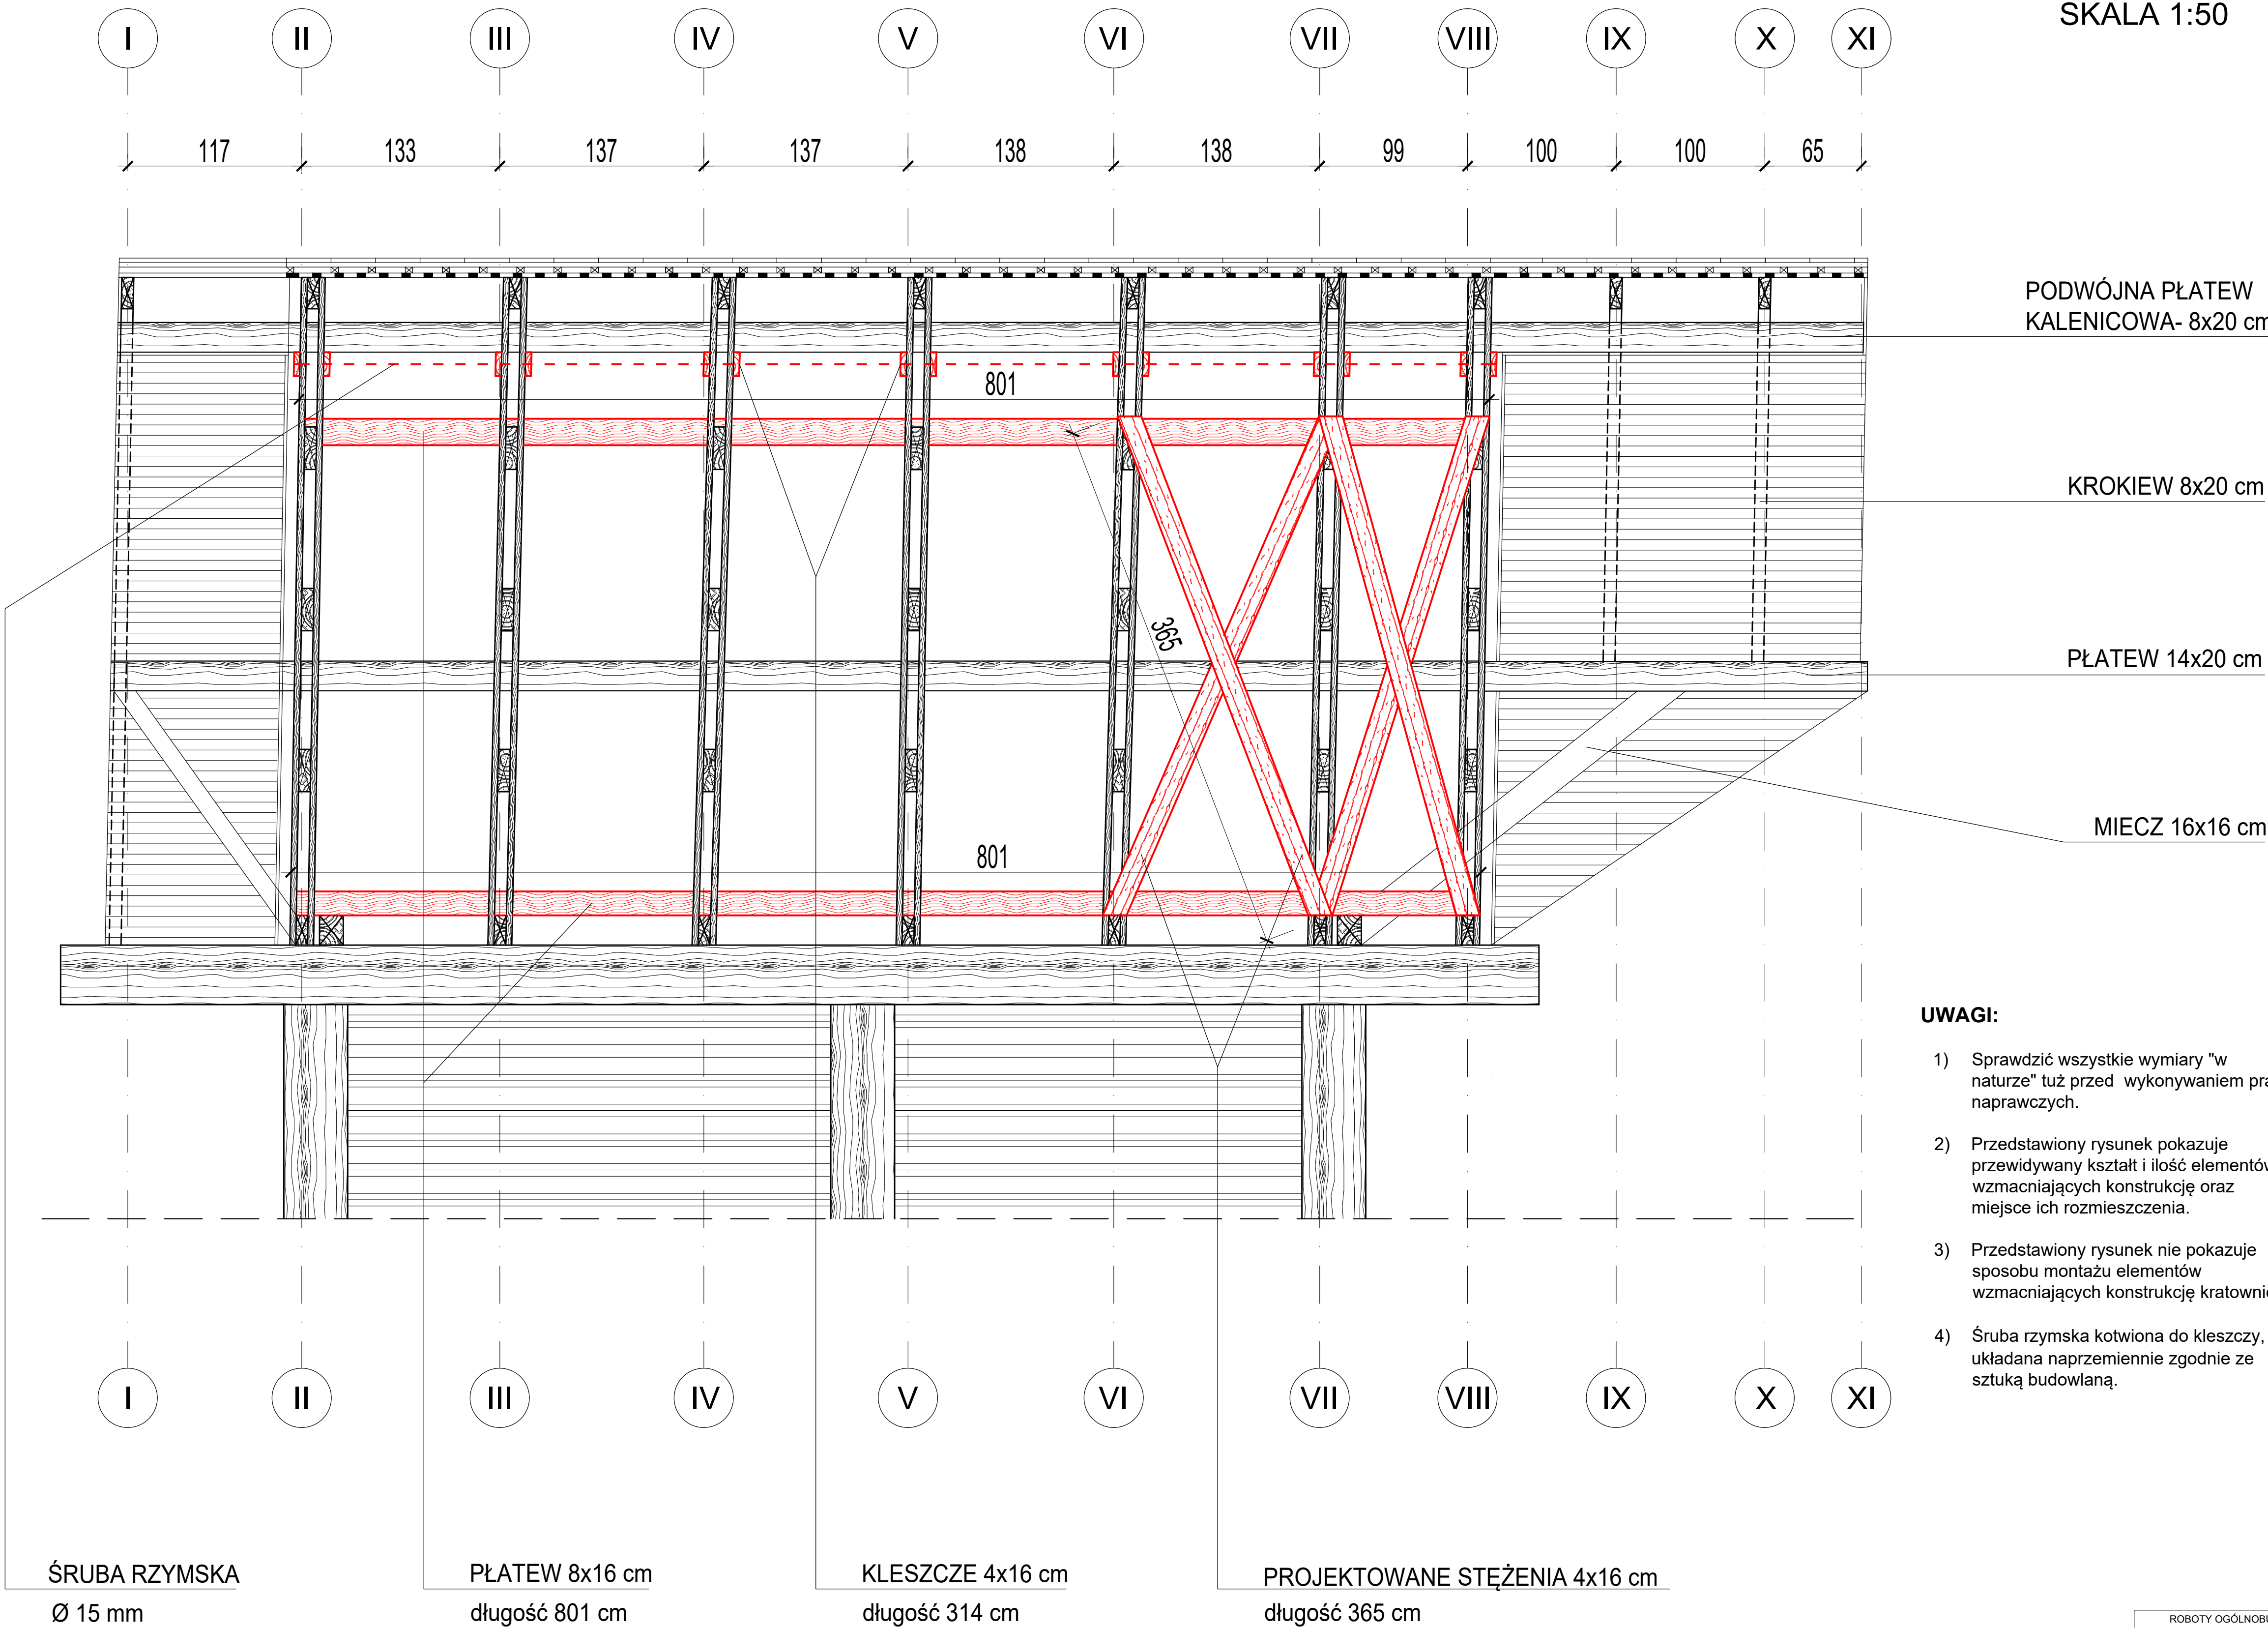 SKALA 1:50
I II III IV V VI VII VIII IX X XI
117 133 137 137 138 138 99 100 100 65
PODWÓJNA PŁATEW
KALENICOWA- 8x20 cm
801
KROKIEW 8x20 cm
365
PŁATEW 14x20 cm
MIECZ 16x16 cm
801
UWAGI:
1) Sprawdzić wszystkie wymiary "w
naturze" tuż przed wykonywaniem
naprawczych.
2) Przedstawiony rysunek pokazuje
przewidywany kształt i ilość elementów
wzmacniających konstrukcję oraz
miejsce ich rozmieszczenia.
3) Przedstawiony rysunek nie pokazuje
sposobu montażu elementów
wzmacniających konstrukcję
4) Śruba rzymska kotwiona do kleszczy,
układana naprzemiennie zgodnie ze
sztuką budowlaną.
I II III IV V VI VII VIII IX X XI
ŚRUBA RZYMSKA
Ø 15 mm
PŁATEW 8x16 cm
długość 801 cm
KLESZCZE 4x16 cm
długość 314 cm
PROJEKTOWANE STĘŻENIA 4x16 cm
długość 365 cm
ROBOTY